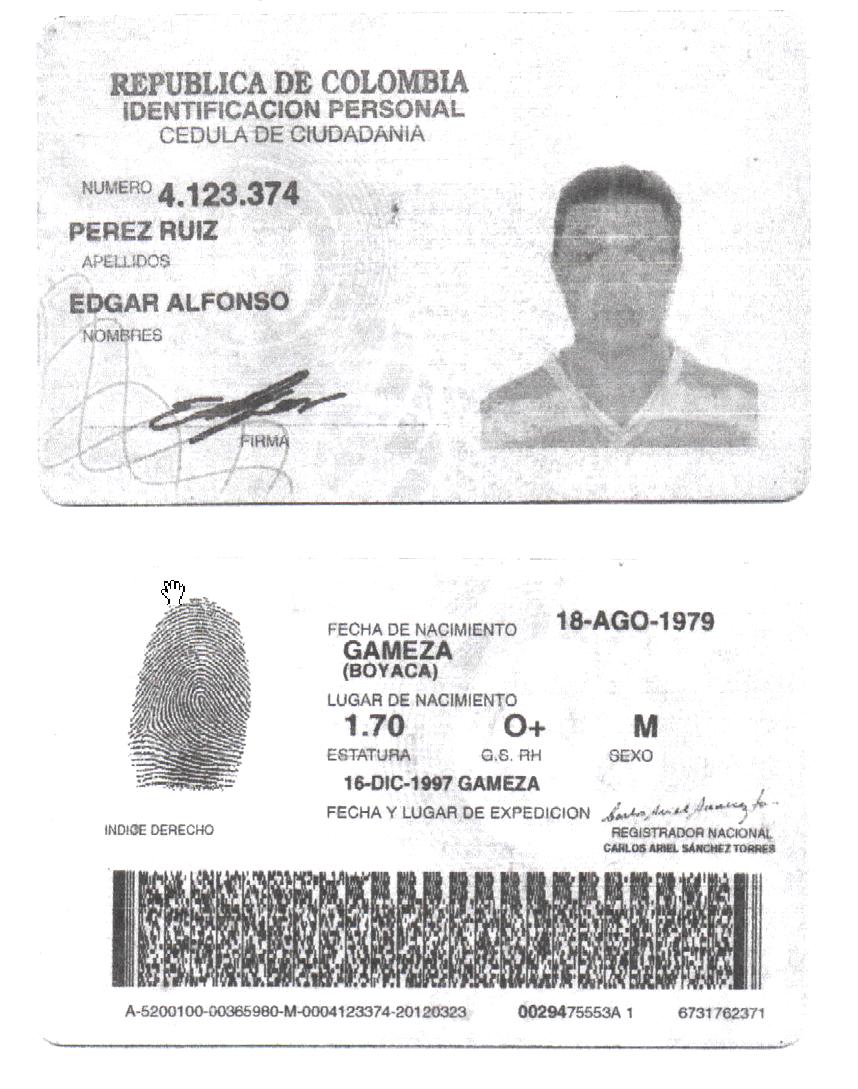 REPUBLICA DE COLOMBIA
IDENTIFICACION PERSONAL
CEDULA DE CIUDADANIA
NUMERO 4.123.374
PEREZ RUIZ
APELLIDOS
EDGAR ALFONSO
NOMBRES
FIRMA
FECHA DE NACIMIENTO 18-AGO-1979
GAMEZA
(BOYACA)
LUGAR DE NACIMIENTO
1.70 O+ M
ESTATURA G.S. RH SEXO
16-DIC-1997 GAMEZA
FECHA Y LUGAR DE EXPEDICION
INDICE DERECHO
REGISTRADOR NACIONAL
CARLOS ARIEL SÁNCHEZ TORRES
A-5200100-00365980-M-0004123374-20120323 0029475553A 1 6731762371